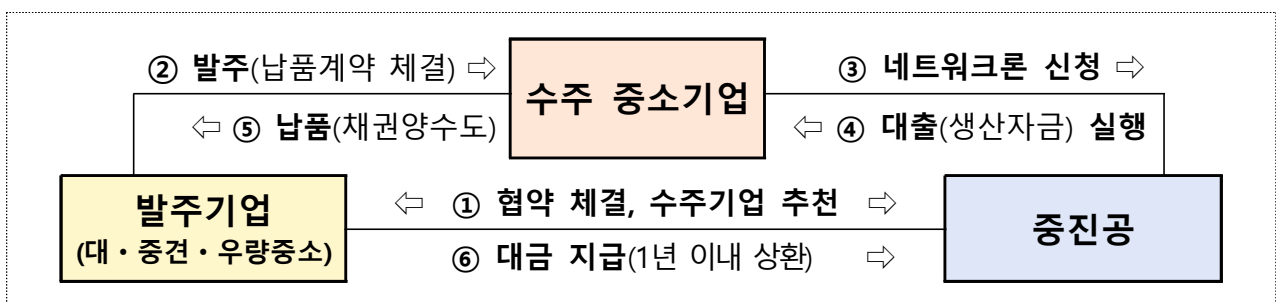 ② 발주(납품계약 체결) ⇨
수주 중소기업
③ 네트워크론 신청 ⇨
⇦ ⑤ 납품(채권양수도)
⇦ ④ 대출(생산자금) 실행
발주기업
(대·중견·우량중소)
⇦ ① 협약 체결, 수주기업 추천 ⇨
⑥ 대금 지급(1년 이내 상환) ⇨
중진공